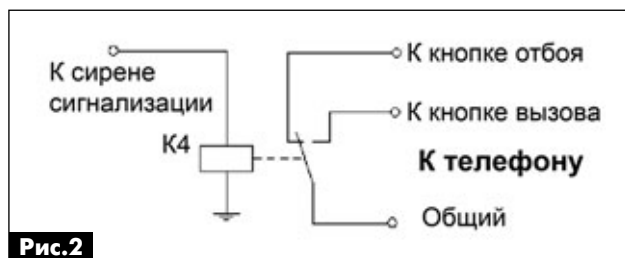 К сирене
сигнализации
К4
К кнопке отбоя
К кнопке вызова
К телефону
Общий
Рис.2